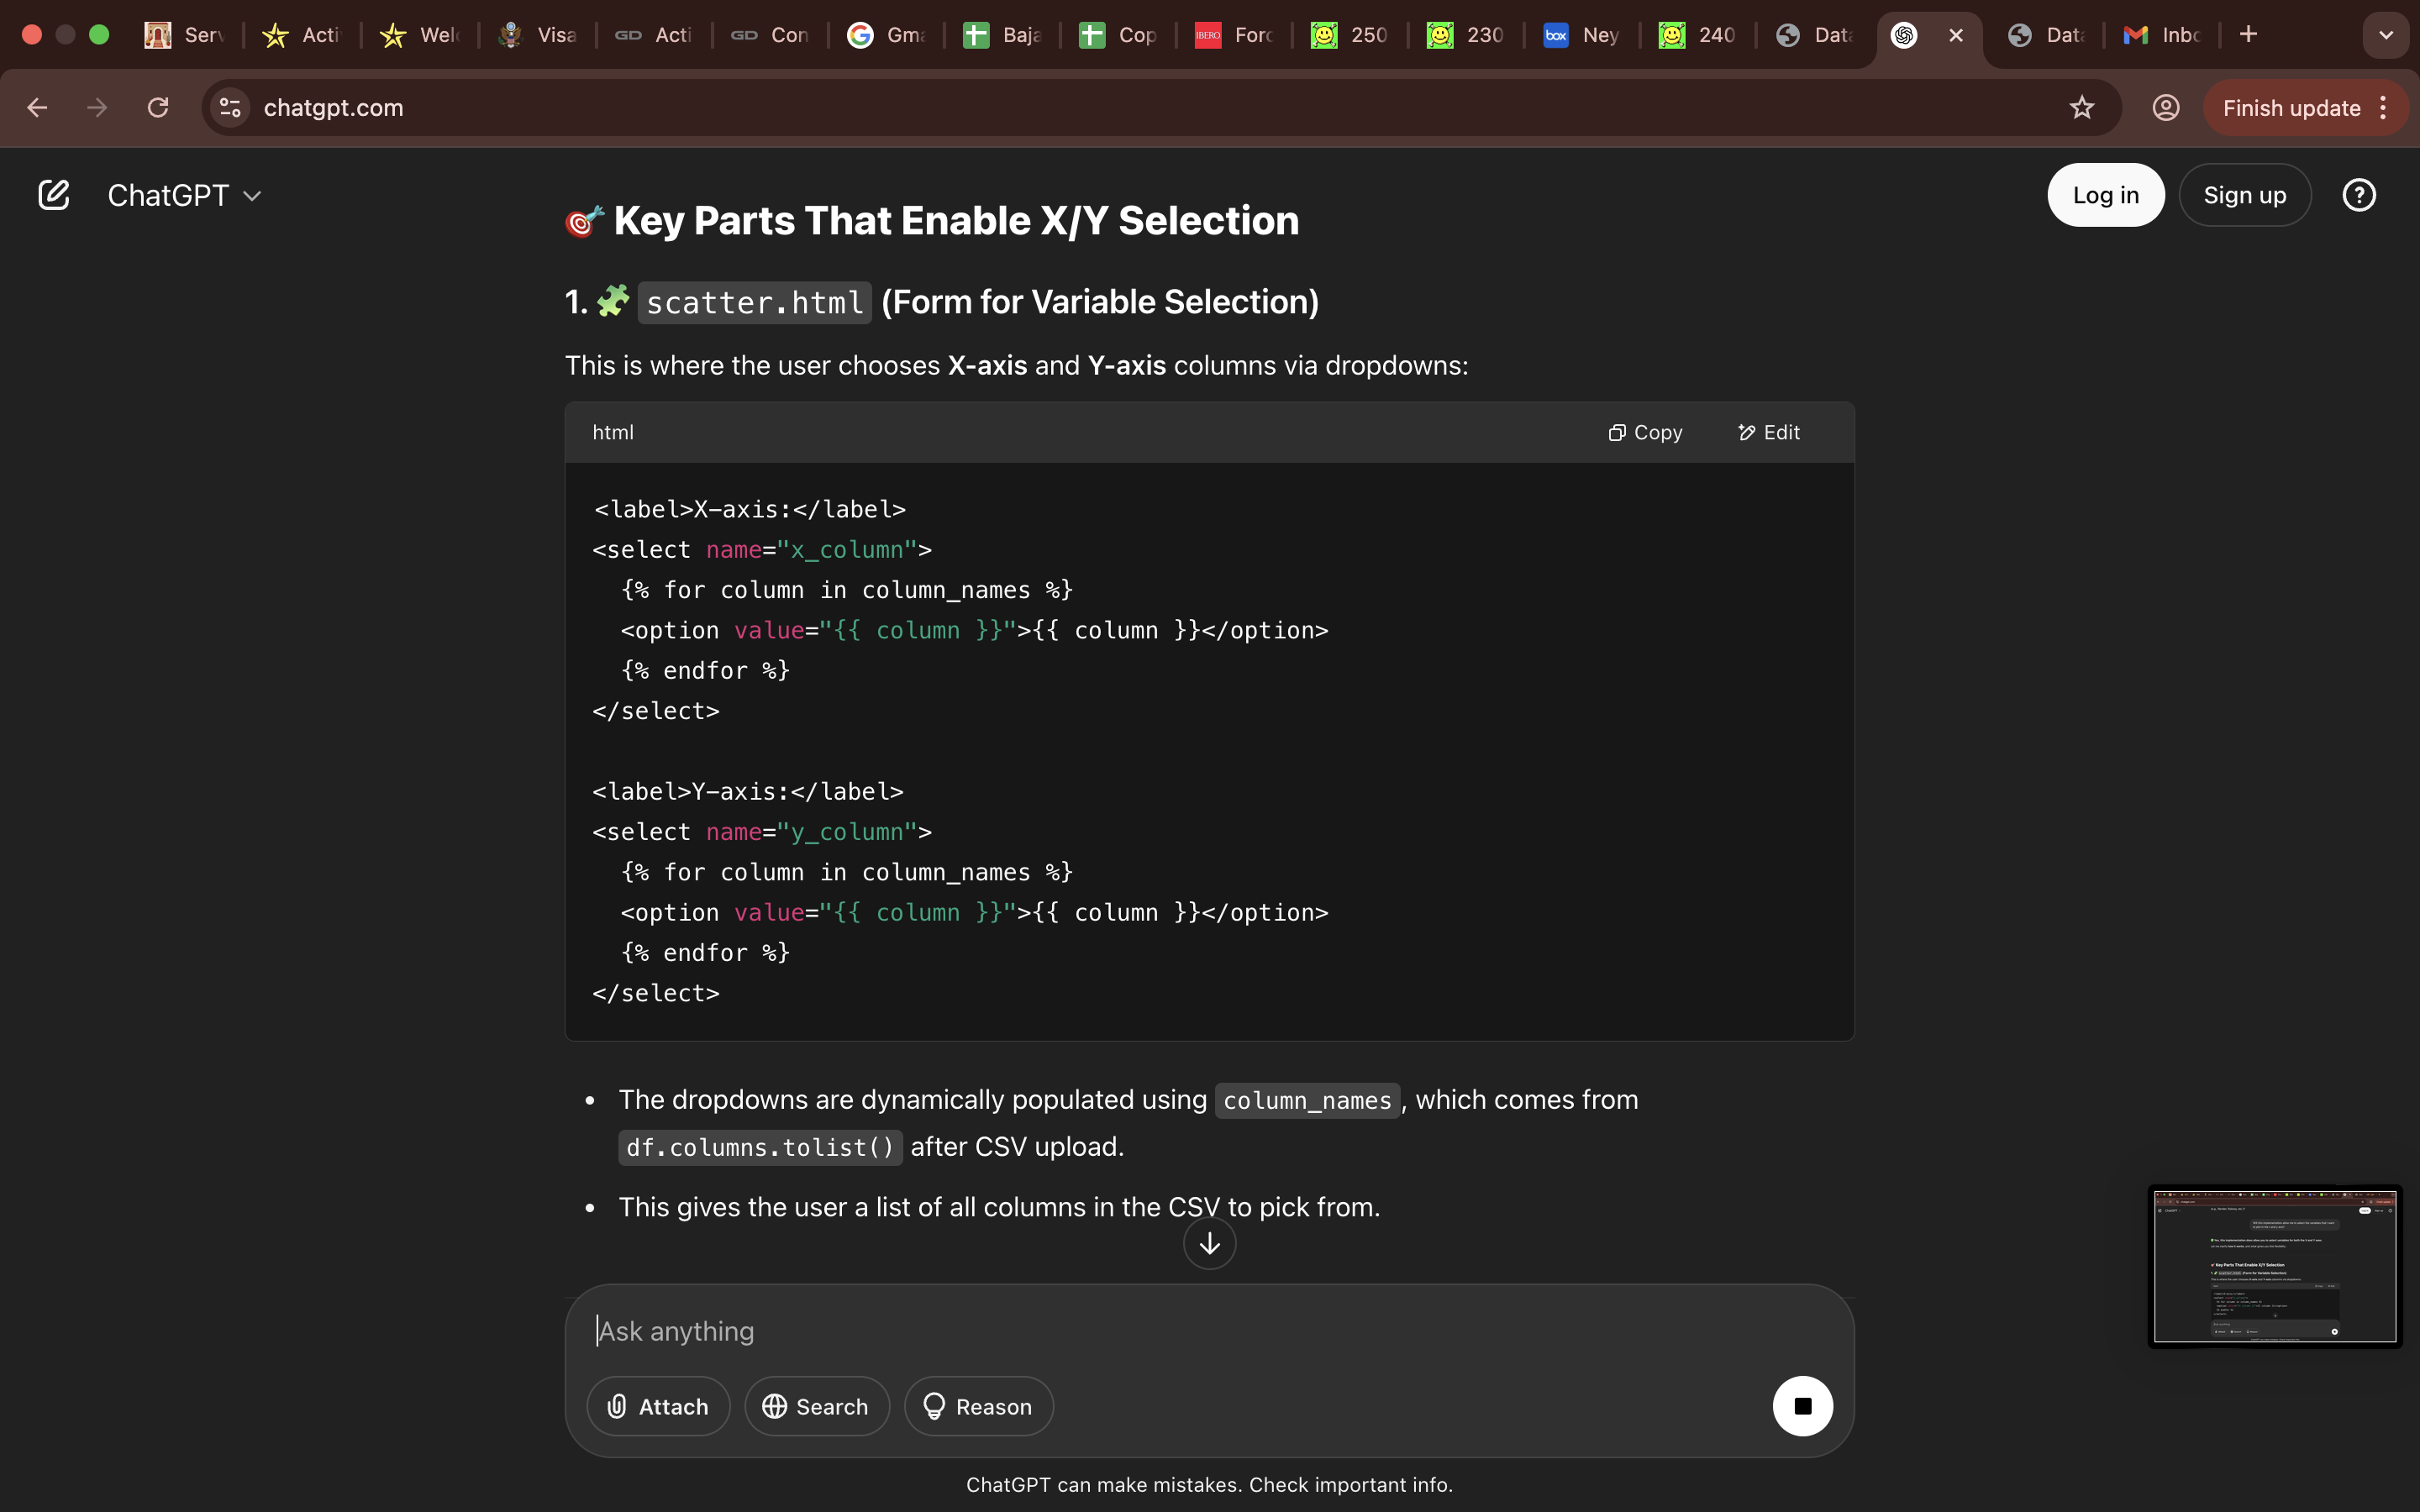 Serv
Acti
Wel
Visa
GD Acti
GD Con
Gma
Baja
Cop
IBERO Forc
250
230
box Ney
240
Data
Data
Inbo
chatgpt.com
Finish update
ChatGPT
Log in
Sign up
🎯 Key Parts That Enable X/Y Selection
1. 🧩 scatter.html (Form for Variable Selection)
This is where the user chooses X-axis and Y-axis columns via dropdowns:
html
Copy
Edit
<label>X-axis:</label>
<select name="x_column">
  {% for column in column_names %}
  <option value="{{ column }}">{{ column }}</option>
  {% endfor %}
</select>
<label>Y-axis:</label>
<select name="y_column">
  {% for column in column_names %}
  <option value="{{ column }}">{{ column }}</option>
  {% endfor %}
</select>
• The dropdowns are dynamically populated using column_names, which comes from
df.columns.tolist() after CSV upload.
• This gives the user a list of all columns in the CSV to pick from.
Ask anything
Attach
Search
Reason
ChatGPT can make mistakes. Check important info.